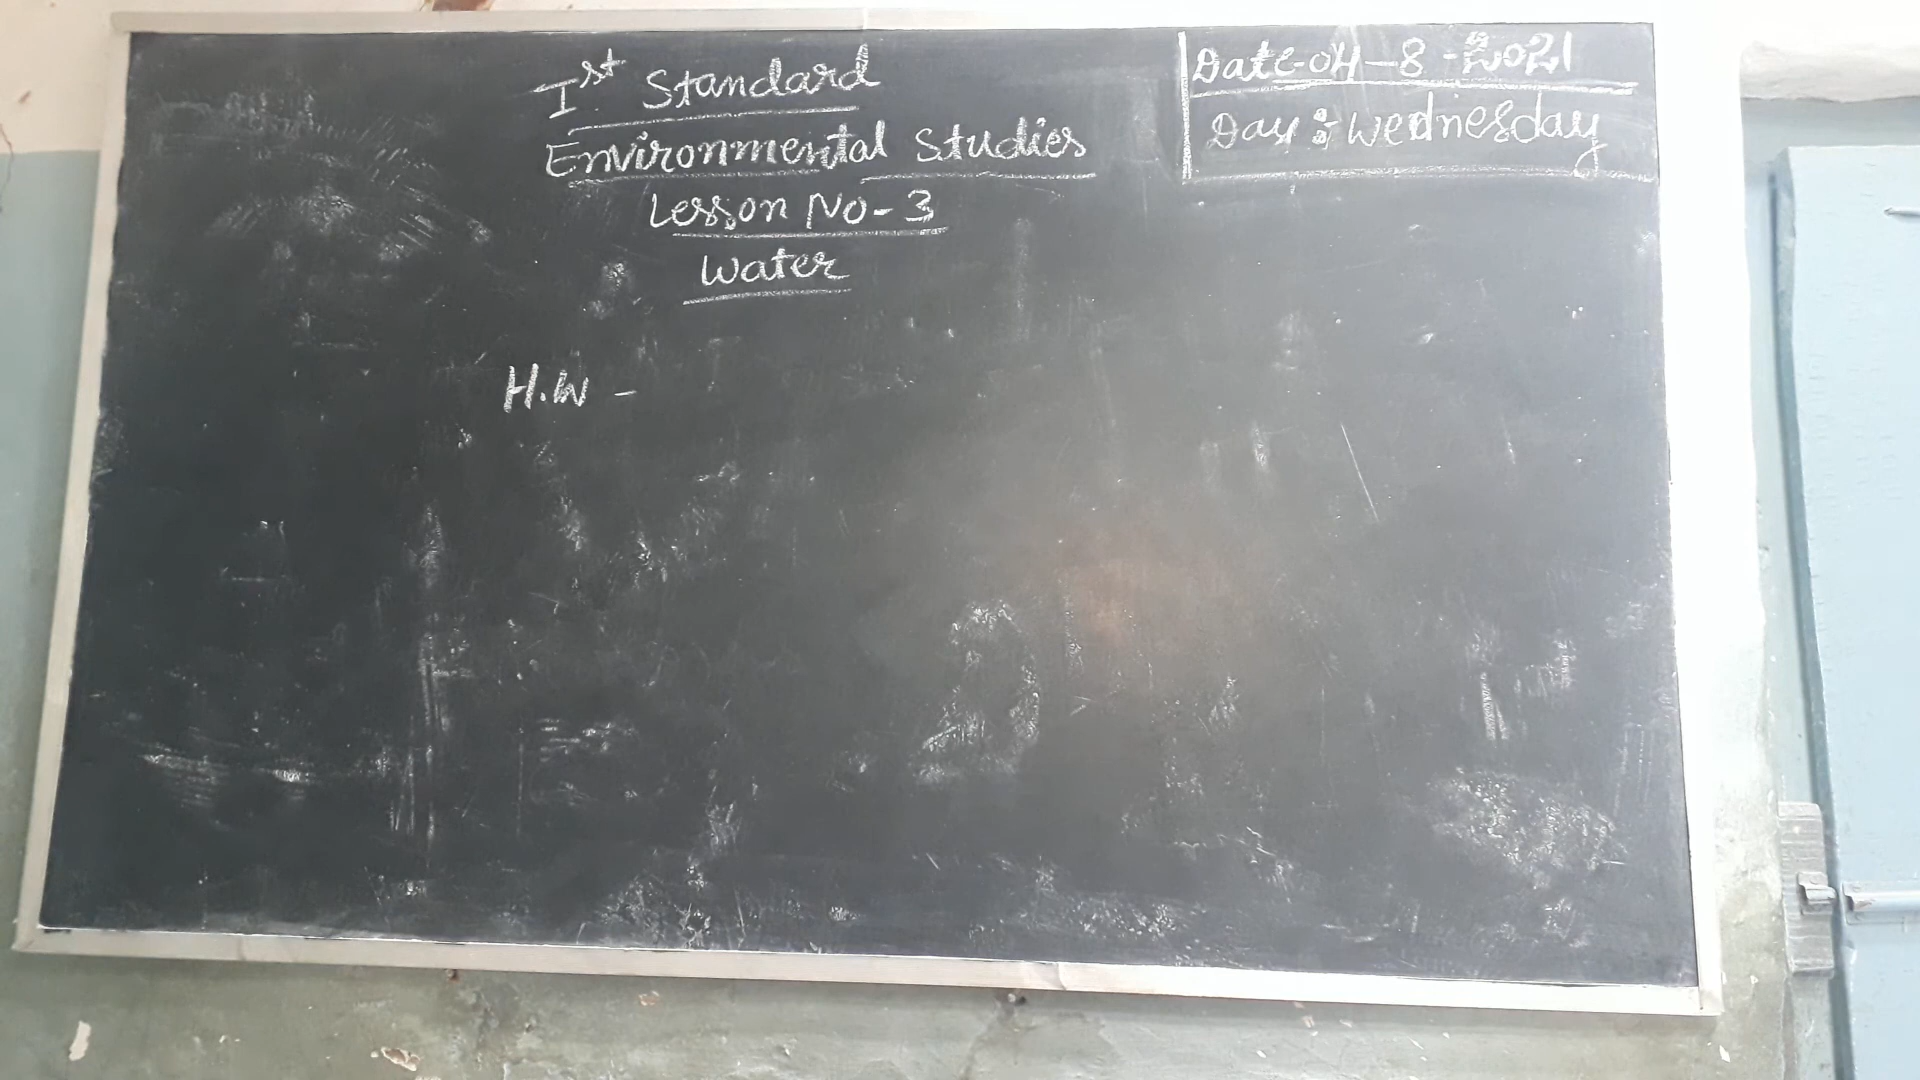 Ist Standard
Environmental Studies
Lesson No-3
Water
Date-04-8-2021
Day:-Wednesday
H.W -